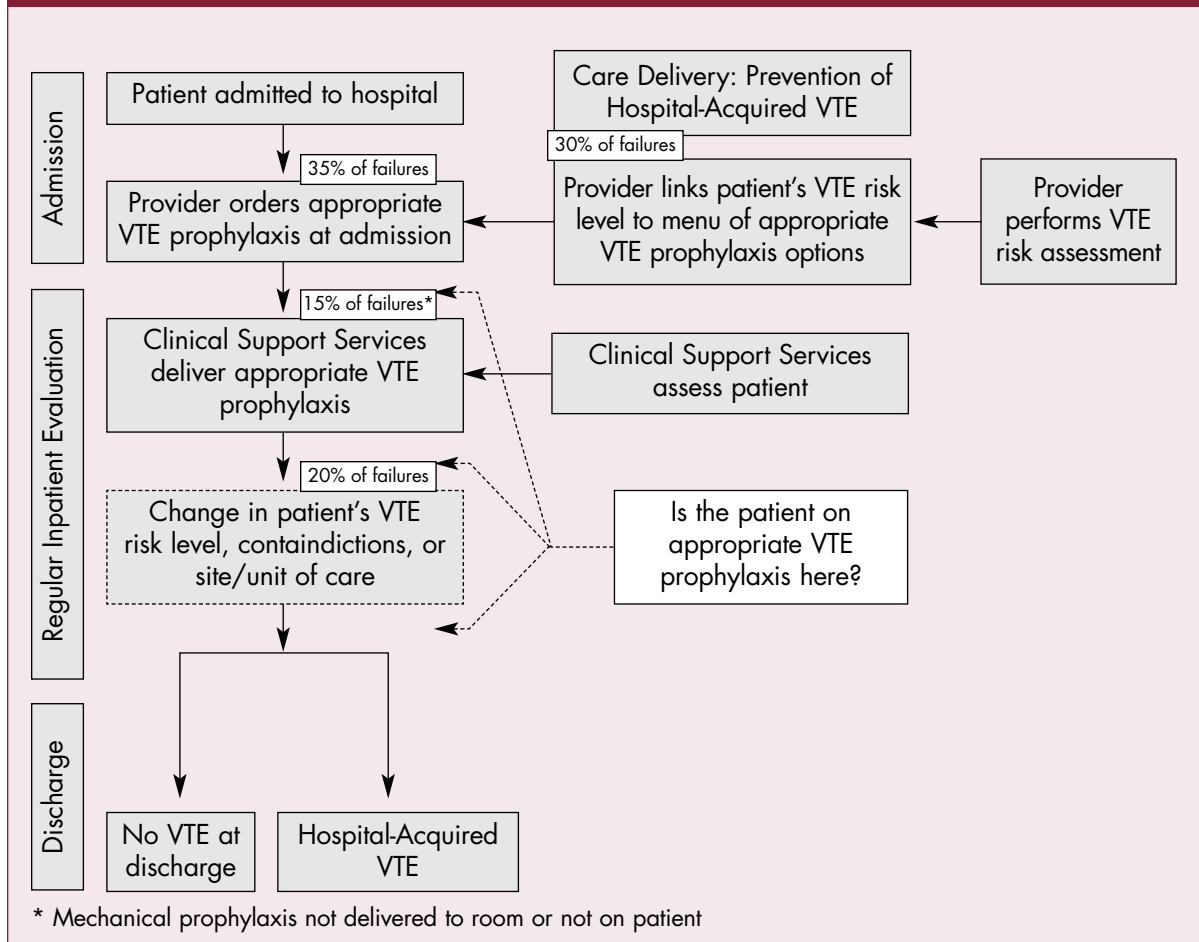 Admission
Patient admitted to hospital
Care Delivery: Prevention of
Hospital-Acquired VTE
35% of failures
30% of failures
Provider orders appropriate
VTE prophylaxis at admission
Provider links patient’s VTE risk
level to menu of appropriate
VTE prophylaxis options
Provider
performs VTE
risk assessment
Regular Inpatient Evaluation
15% of failures*
Clinical Support Services
deliver appropriate VTE
prophylaxis
Clinical Support Services
assess patient
20% of failures
Change in patient’s VTE
risk level, containdictions, or
site/unit of care
Is the patient on
appropriate VTE
prophylaxis here?
Discharge
No VTE at
discharge
Hospital-Acquired
VTE
* Mechanical prophylaxis not delivered to room or not on patient